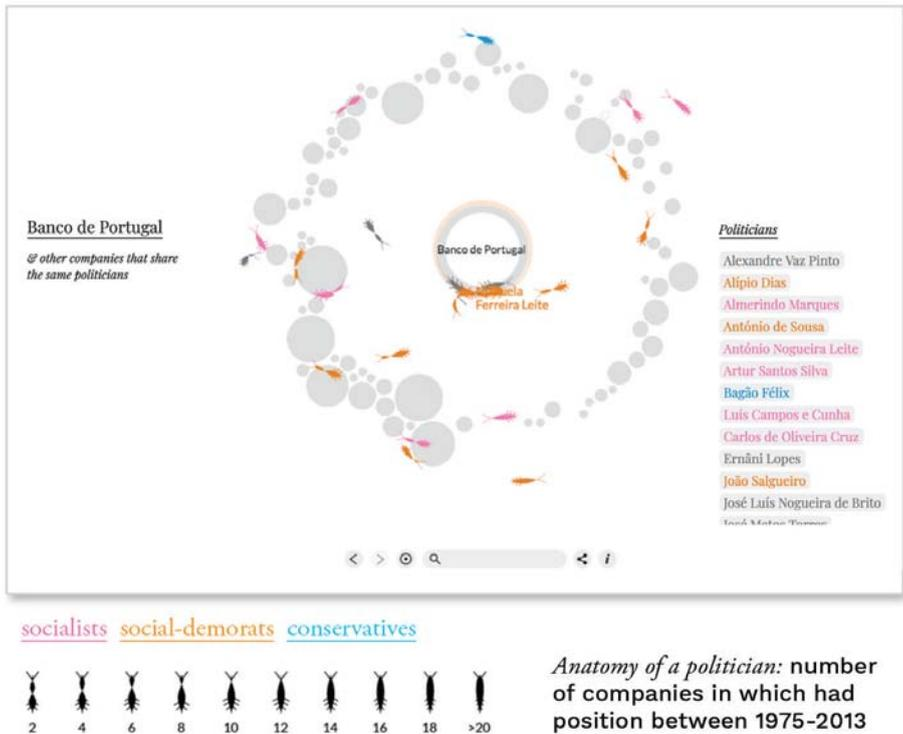 Banco de Portugal
& other companies that share
the same politicians
Banco de Portugal
Ferreira Leite
Politicians
Alexandre Vaz Pinto
Alípio Dias
Almerindo Marques
António de Sousa
António Nogueira Leite
Artur Santos Silva
Bagão Félix
Luís Campos e Cunha
Carlos de Oliveira Cruz
Ernâni Lopes
João Salgueiro
José Luís Nogueira de Brito
socialists social-demorats conservatives
2 4 6 8 10 12 14 16 18 >20
Anatomy of a politician: number
of companies in which had
position between 1975-2013